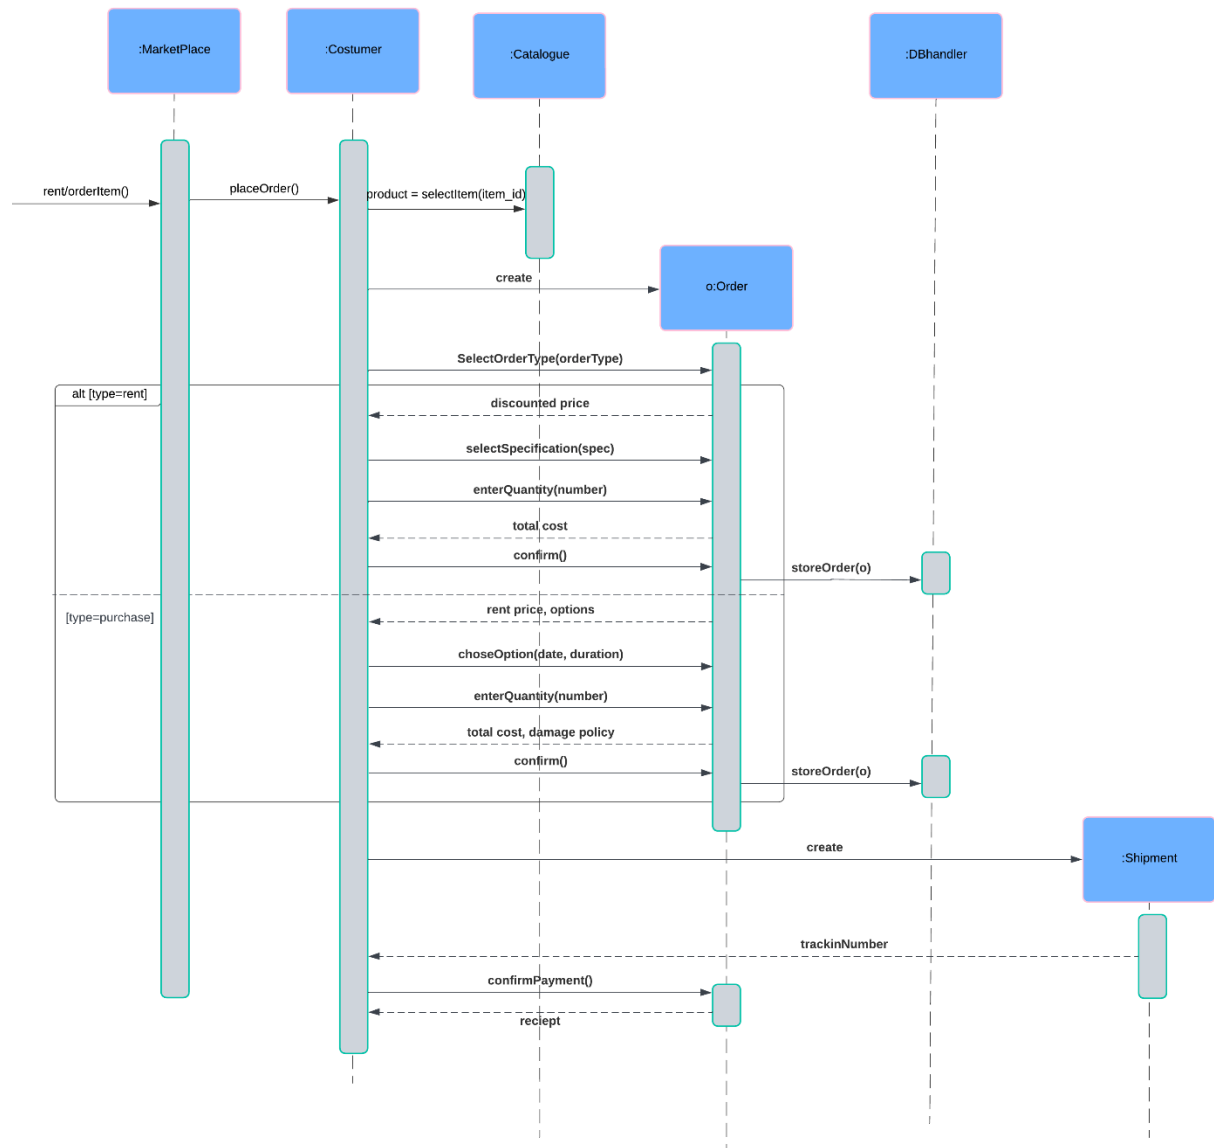 :MarketPlace
:Costumer
:Catalogue
:DBhandler
rent/orderItem()
placeOrder()
product = selectItem(item_id)
create
o:Order
SelectOrderType(orderType)
alt [type=rent]
discounted price
selectSpecification(spec)
enterQuantity(number)
total cost
confirm()
storeOrder(o)
[type=purchase]
rent price, options
choseOption(date, duration)
enterQuantity(number)
total cost, damage policy
confirm()
storeOrder(o)
create
:Shipment
trackinNumber
confirmPayment()
reciept